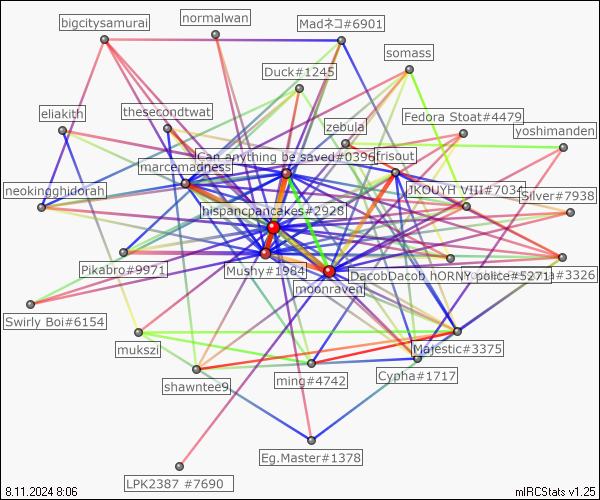 normalwan
bigcitysamurai
Madネコ#6901
somass
Duck#1245
eliakith
thesecondtwat
Fedora Stoat#4479
zebula
yoshimanden
Can anything be saved#0396
frisout
marcemadness
neokingghidorah
JKOUYH VIII#7034
Silver#7938
hispancpancakes#2928
Pikabro#9971
Mushy#1984
DacobDacob hORNY police#5271
#3326
moonraven
Swirly Boi#6154
mukszi
Majestic#3375
shawntee9
ming#4742
Cypha#1717
Eg.Master#1378
LPK2387 #7690
8.11.2024 8:06
mIRCStats v1.25